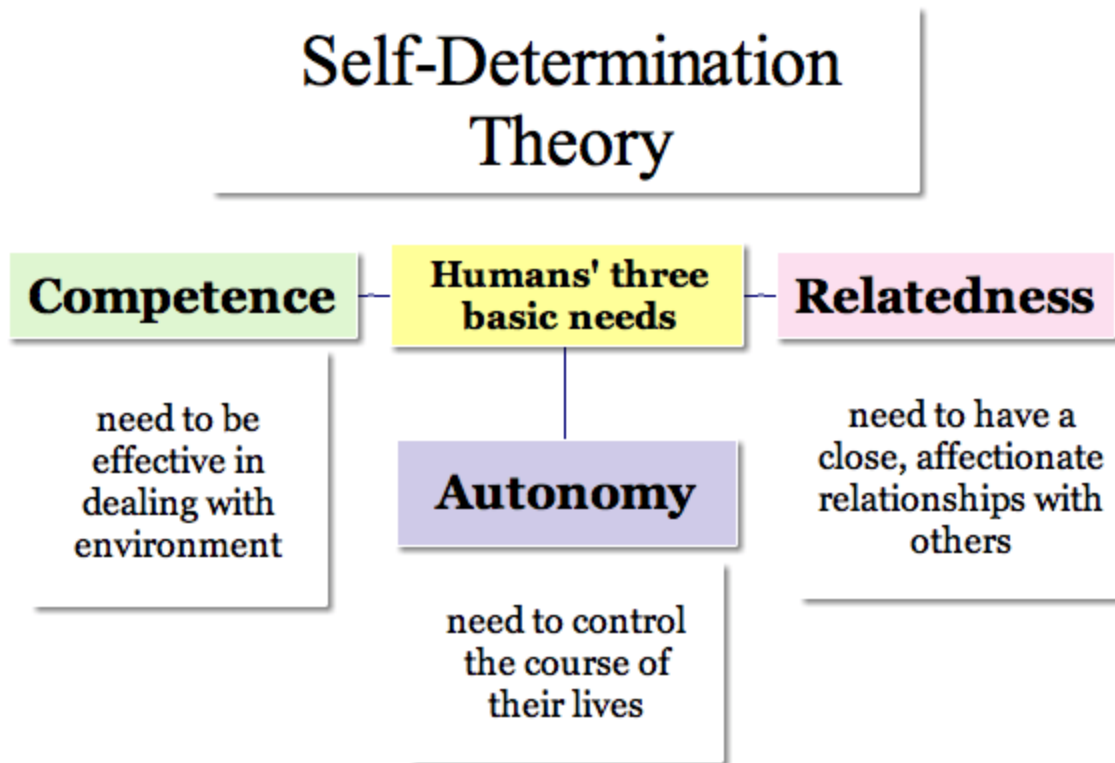 Self-Determination
Theory
Competence
Humans' three
basic needs
Relatedness
need to be
effective in
dealing with
environment
Autonomy
need to control
the course of
their lives
need to have a
close, affectionate
relationships with
others